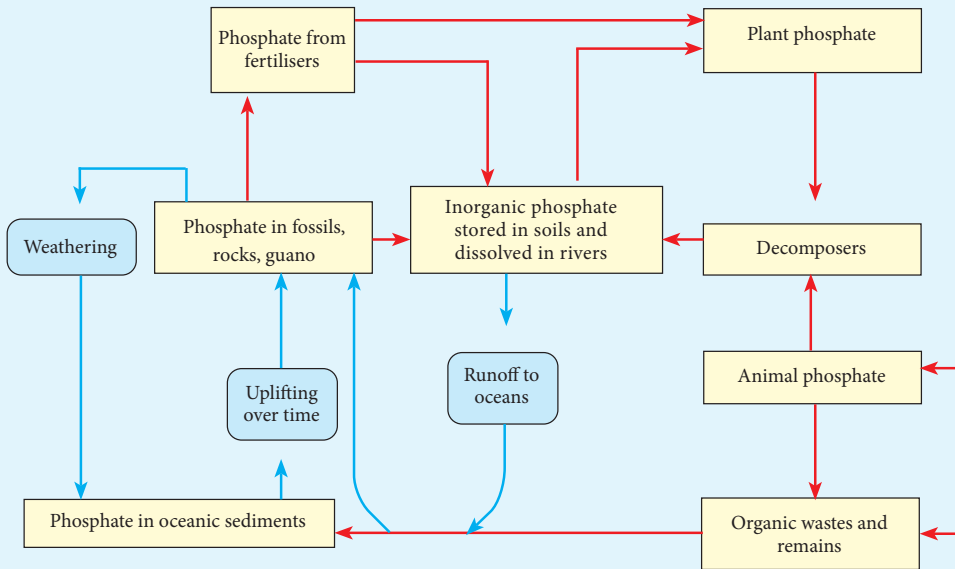 Phosphate from
fertilisers
Plant phosphate
Weathering
Phosphate in fossils,
rocks, guano
Inorganic phosphate
stored in soils and
dissolved in rivers
Decomposers
Uplifting
over time
Runoff to
oceans
Animal phosphate
Phosphate in oceanic sediments
Organic wastes and
remains